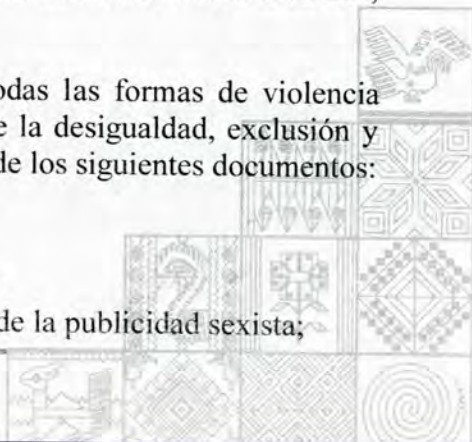 odas las formas de violencia
e la desigualdad, exclusión y
de los siguientes documentos:
de la publicidad sexista;